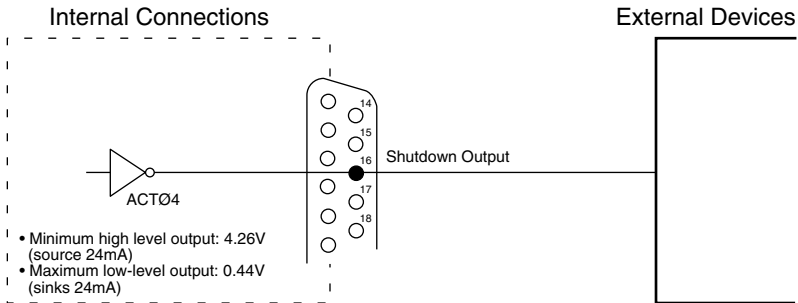 Internal Connections
External Devices
14
15
16
Shutdown Output
17
18
ACTØ4
• Minimum high level output: 4.26V
(source 24mA)
• Maximum low-level output: 0.44V
(sinks 24mA)